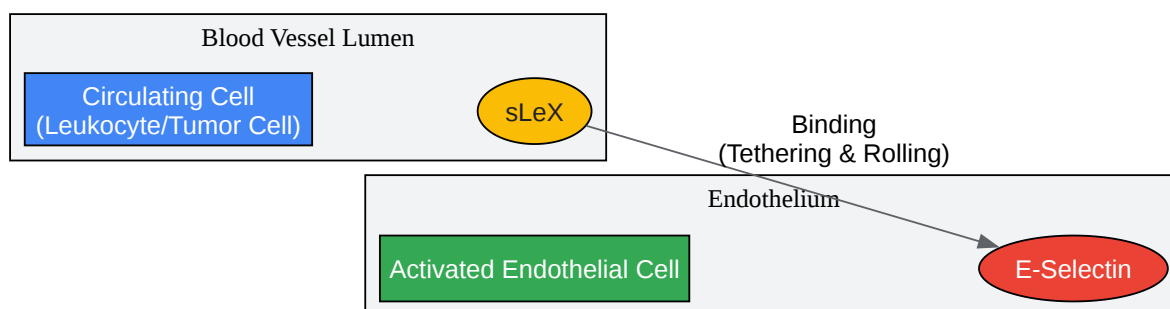 Blood Vessel Lumen
Circulating Cell
(Leukocyte/Tumor Cell)
sLeX
Binding
(Tethering & Rolling)
Endothelium
Activated Endothelial Cell
E-Selectin